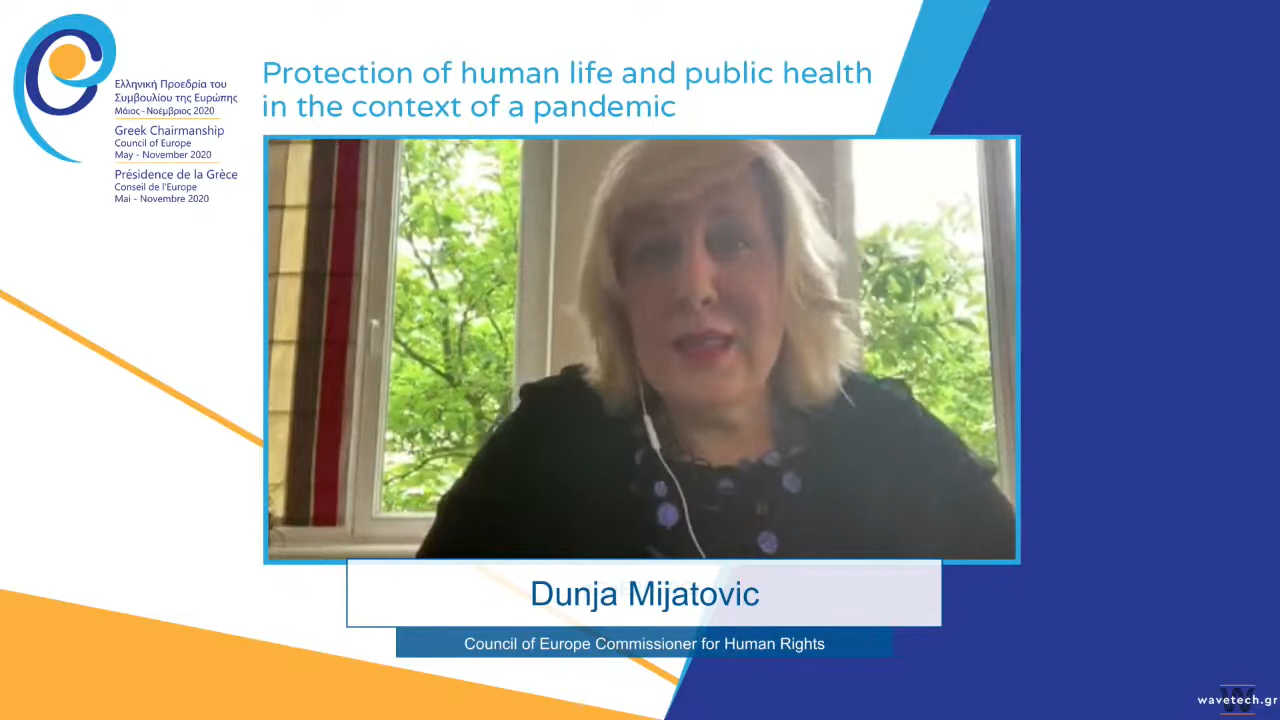 Ελληνική Προεδρία του
Συμβουλίου της Ευρώπης
Μάιος - Νοέμβριος 2020
Greek Chairmanship
Council of Europe
May - November 2020
Présidence de la Grèce
Conseil de l'Europe
Mai - Novembre 2020
Protection of human life and public health
in the context of a pandemic
Dunja Mijatovic
Council of Europe Commissioner for Human Rights
wavetech.gr